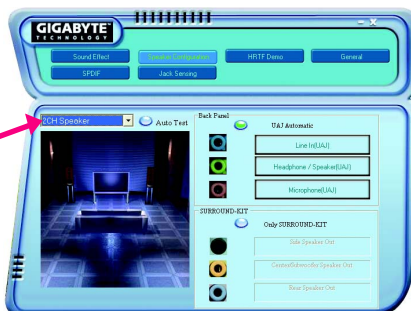 GIGABYTE™
TECHNOLOGY
Sound Effect
Speaker Configuration
HRTF Demo
General
SPDIF
Jack Sensing
2CH Speaker
Auto Test
Back Panel
UAJ Automatic
Line In(UAJ)
Headphone / Speaker(UAJ)
Microphone(UAJ)
SURROUND-KIT
Only SURROUND-KIT
Side Speaker Out
Center/Subwoofer Speaker Out
Rear Speaker Out